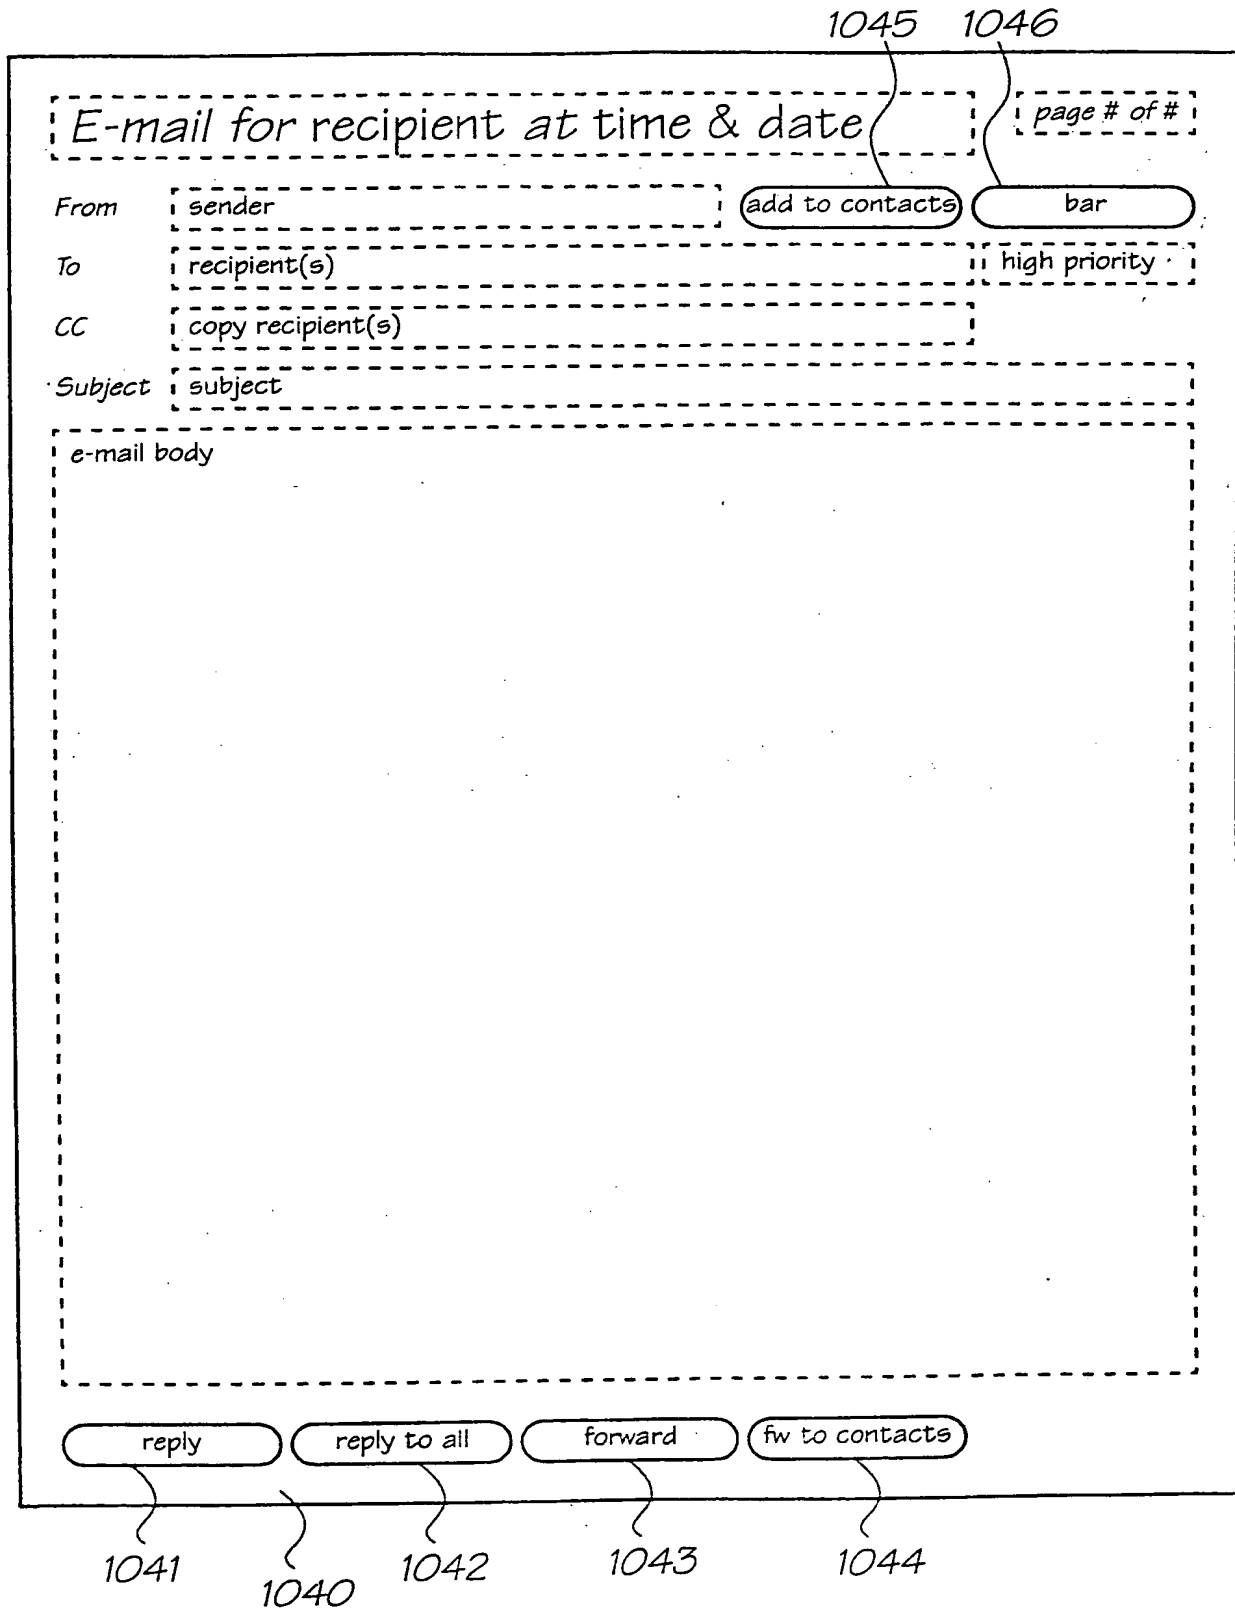 1045 1046
E-mail for recipient at time & date page # of #
From sender add to contacts bar
To recipient(s) high priority
CC copy recipient(s)
Subject subject
e-mail body
reply reply to all forward fw to contacts
1041 1040 1042 1043 1044